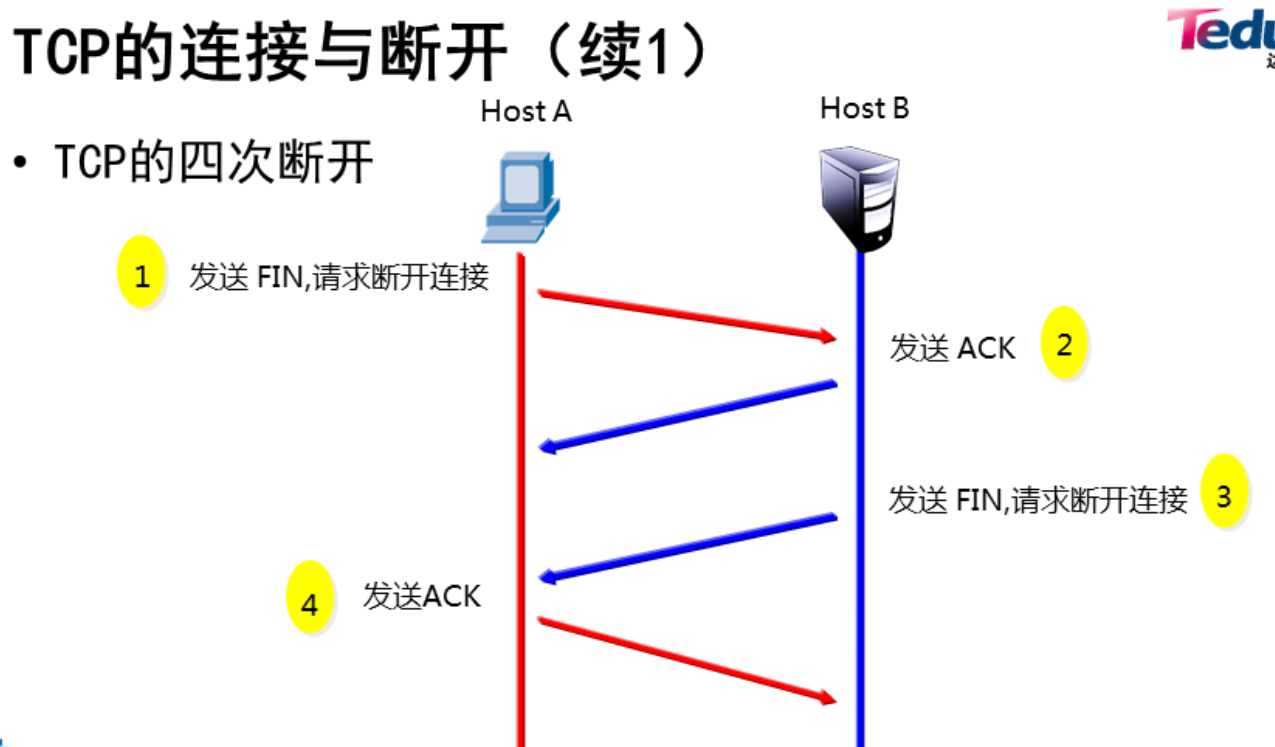 TCP的连接与断开（续1）
Tedu
Host A
Host B
• TCP的四次断开
1 发送 FIN,请求断开连接
发送 ACK 2
发送 FIN,请求断开连接 3
4 发送ACK